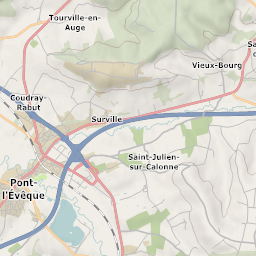 Tourville-en-
Auge
Vieux-Bourg
Coudray-
Rabut
Surville
Saint-Julien-
sur-Calonne
Pont-
l'Évêque